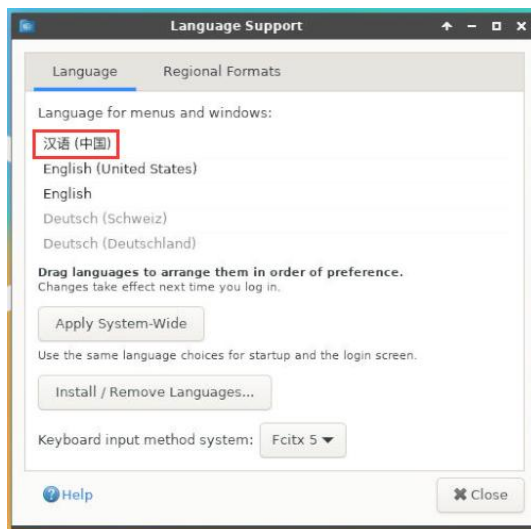 Language Support
Language Regional Formats
Language for menus and windows:
汉语 (中国)
English (United States)
English
Deutsch (Schweiz)
Deutsch (Deutschland)
Drag languages to arrange them in order of preference.
Changes take effect next time you log in.
Apply System-Wide
Use the same language choices for startup and the login screen.
Install / Remove Languages...
Keyboard input method system: Fcitx 5
Help Close